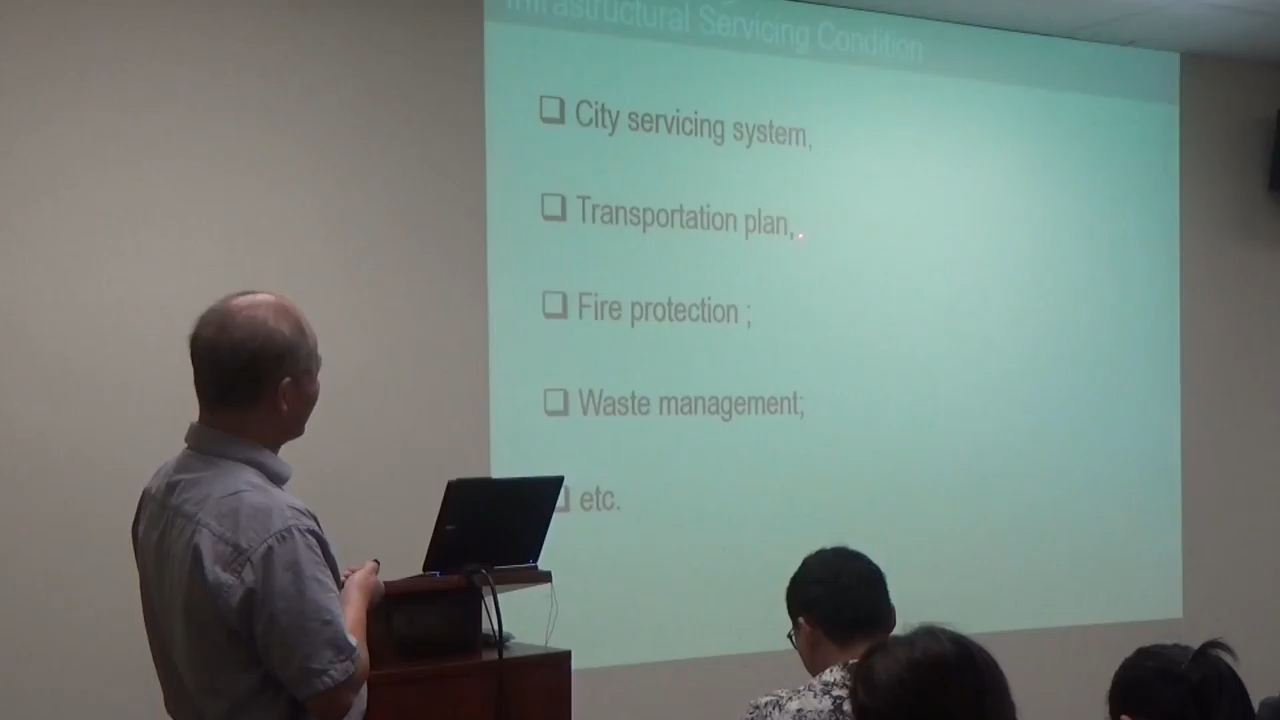 Infrastructural Servicing Condition
❑ City servicing system,
❑ Transportation plan,
❑ Fire protection ;
❑ Waste management;
❑ etc.